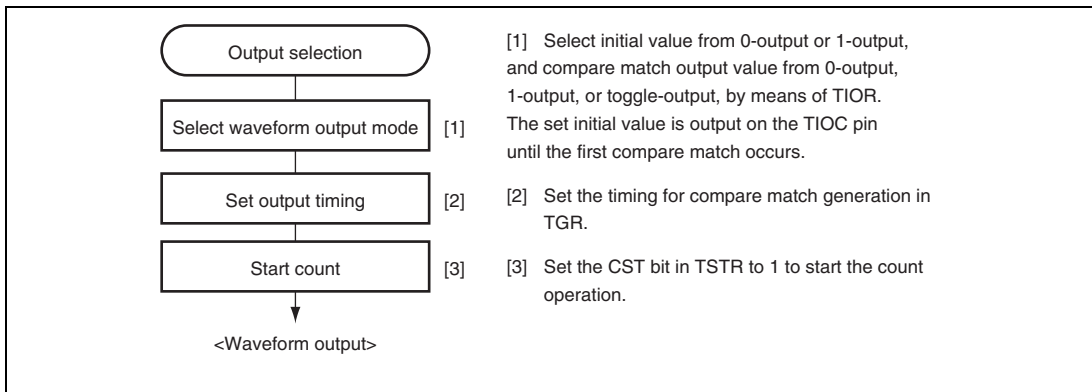 Output selection
Select waveform output mode [1]
Set output timing [2]
Start count [3]
<Waveform output>
[1] Select initial value from 0-output or 1-output,
and compare match output value from 0-output,
1-output, or toggle-output, by means of TIOR.
The set initial value is output on the TIOC pin
until the first compare match occurs.
[2] Set the timing for compare match generation in
TGR.
[3] Set the CST bit in TSTR to 1 to start the count
operation.